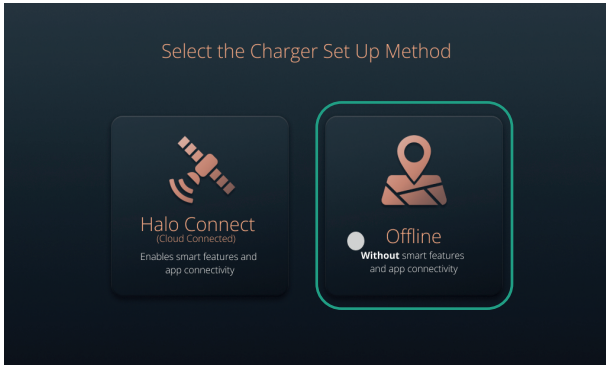 Select the Charger Set Up Method
Halo Connect
(Cloud Connected)
Enables smart features and
app connectivity
Offline
Without smart features
and app connectivity